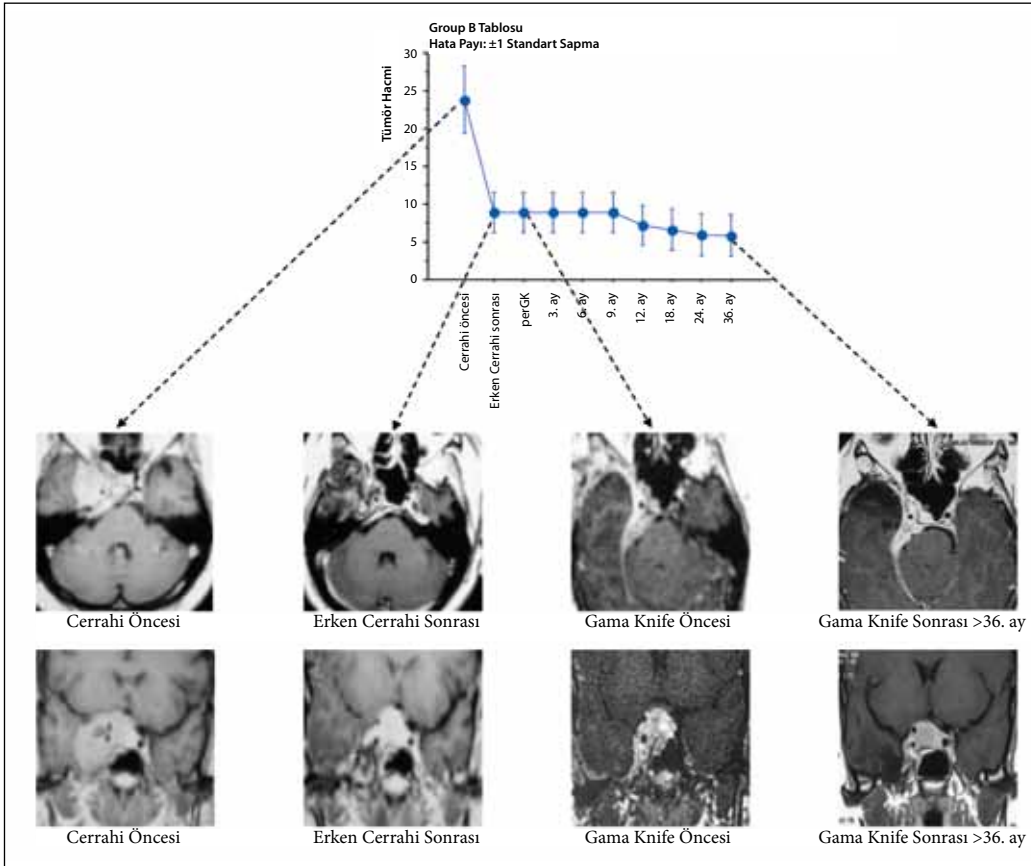 Group B Tablosu
Hata Payı: ±1 Standart Sapma
Tümör Hacmi
30
25
20
15
10
5
0
Cerrahi öncesi
Erken Cerrahi sonrası
perGK
3. ay
6. ay
9. ay
12. ay
18. ay
24. ay
36. ay
Cerrahi Öncesi
Erken Cerrahi Sonrası
Gama Knife Öncesi
Gama Knife Sonrası >36. ay
Cerrahi Öncesi
Erken Cerrahi Sonrası
Gama Knife Öncesi
Gama Knife Sonrası >36. ay